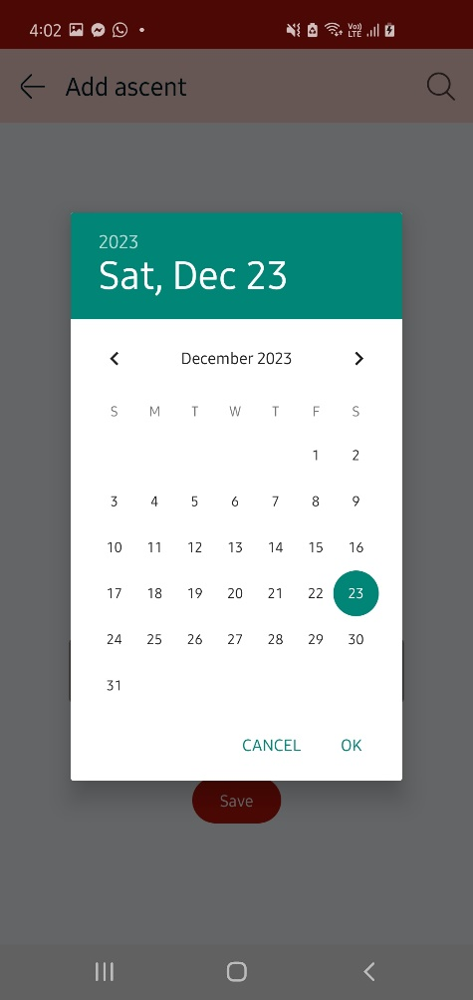 4:02 Vo)) LTE
Add ascent
2023
Sat, Dec 23
December 2023
S M T W T F S
1 2
3 4 5 6 7 8 9
10 11 12 13 14 15 16
17 18 19 20 21 22 23
24 25 26 27 28 29 30
31
CANCEL OK
Save